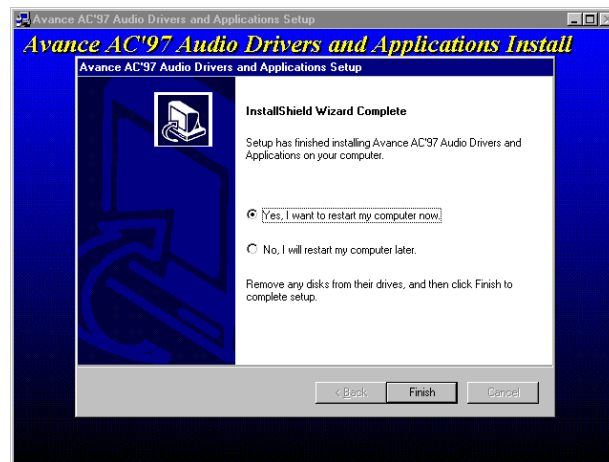 Avance AC'97 Audio Drivers and Applications Setup
Avance AC'97 Audio Drivers and Applications Install
Avance AC'97 Audio Drivers and Applications Setup
InstallShield Wizard Complete
Setup has finished installing Avance AC'97 Audio Drivers and
Applications on your computer.
Yes, I want to restart my computer now.
No, I will restart my computer later.
Remove any disks from their drives, and then click Finish to
complete setup.
< Back
Finish
Cancel